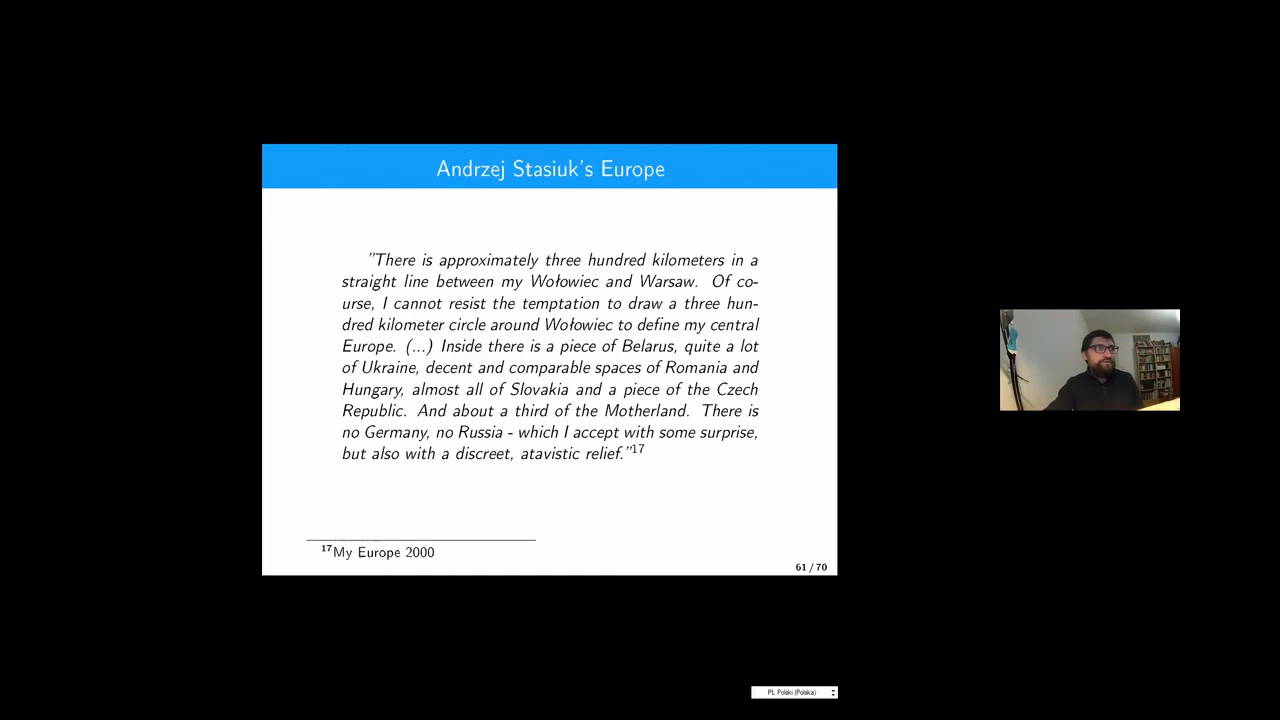 Andrzej Stasiuk's Europe
"There is approximately three hundred kilometers in a
straight line between my Wołowiec and Warsaw. Of co-
urse, I cannot resist the temptation to draw a three hun-
dred kilometer circle around Wołowiec to define my central
Europe. (...) Inside there is a piece of Belarus, quite a lot
of Ukraine, decent and comparable spaces of Romania and
Hungary, almost all of Slovakia and a piece of the Czech
Republic. And about a third of the Motherland. There is
no Germany, no Russia - which I accept with some surprise,
but also with a discreet, atavistic relief."17
17My Europe 2000
61 / 70
PL Polski (Polska)